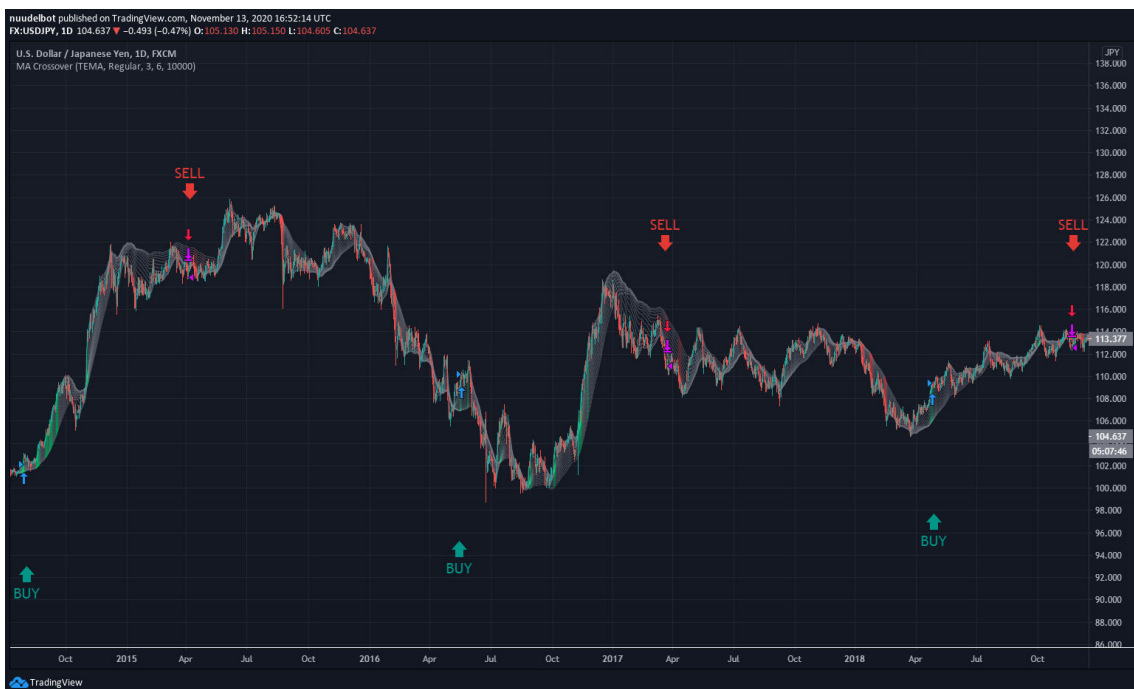 nuudelbot published on TradingView.com, November 13, 2020 16:52:14 UTC
FX:USDJPY, 1D 104.637 ▼ −0.493 (−0.47%) O:105.130 H:105.150 L:104.605 C:104.637
U.S. Dollar / Japanese Yen, 1D, FXCM
MA Crossover (TEMA, Regular, 3, 6, 10000)
JPY
138.000
136.000
134.000
132.000
130.000
128.000
126.000
124.000
122.000
120.000
118.000
116.000
114.000
113.377
112.000
110.000
108.000
106.000
104.637
05:07:46
102.000
100.000
98.000
96.000
94.000
92.000
90.000
88.000
86.000
SELL
SELL
SELL
BUY
BUY
BUY
Oct 2015 Apr Jul Oct 2016 Apr Jul Oct 2017 Apr Jul Oct 2018 Apr Jul Oct
TradingView